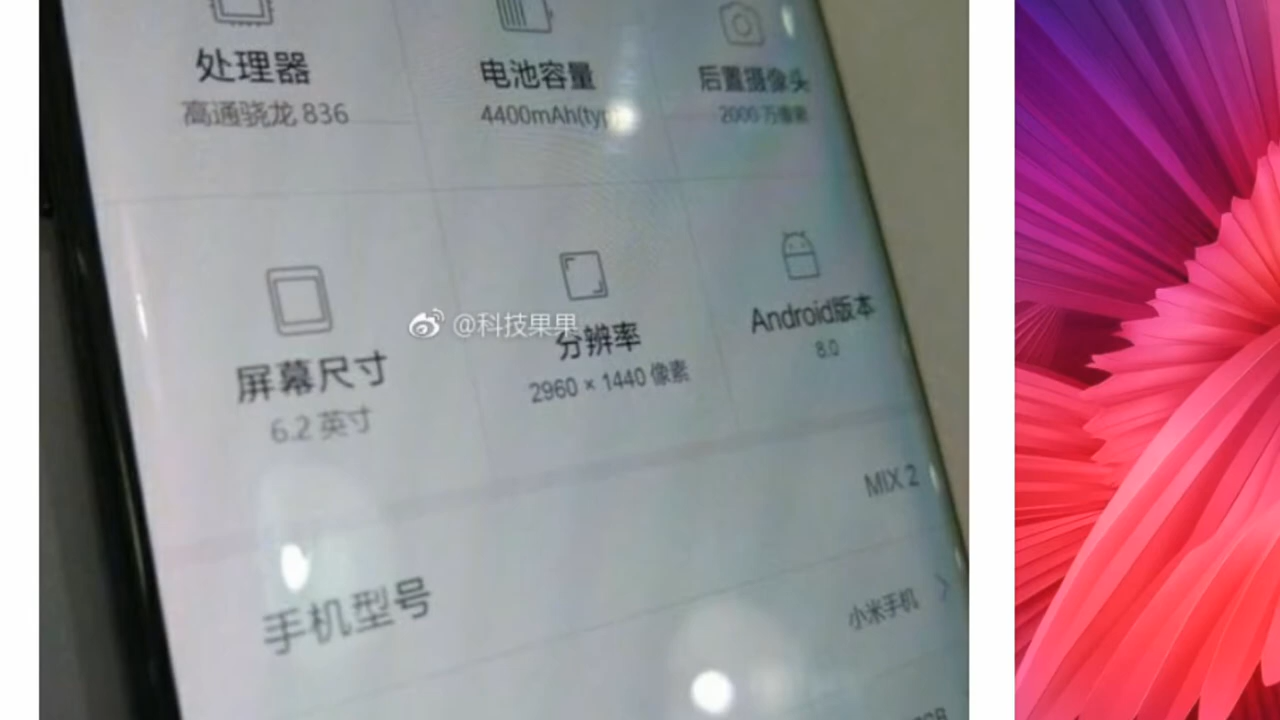 处理器
高通骁龙 836
电池容量
4400mAh(typ
后置摄像头
2000 万像素
屏幕尺寸
6.2 英寸
@科技果果
分辨率
2960 × 1440 像素
Android版本
8.0
MIX 2
手机型号
小米手机